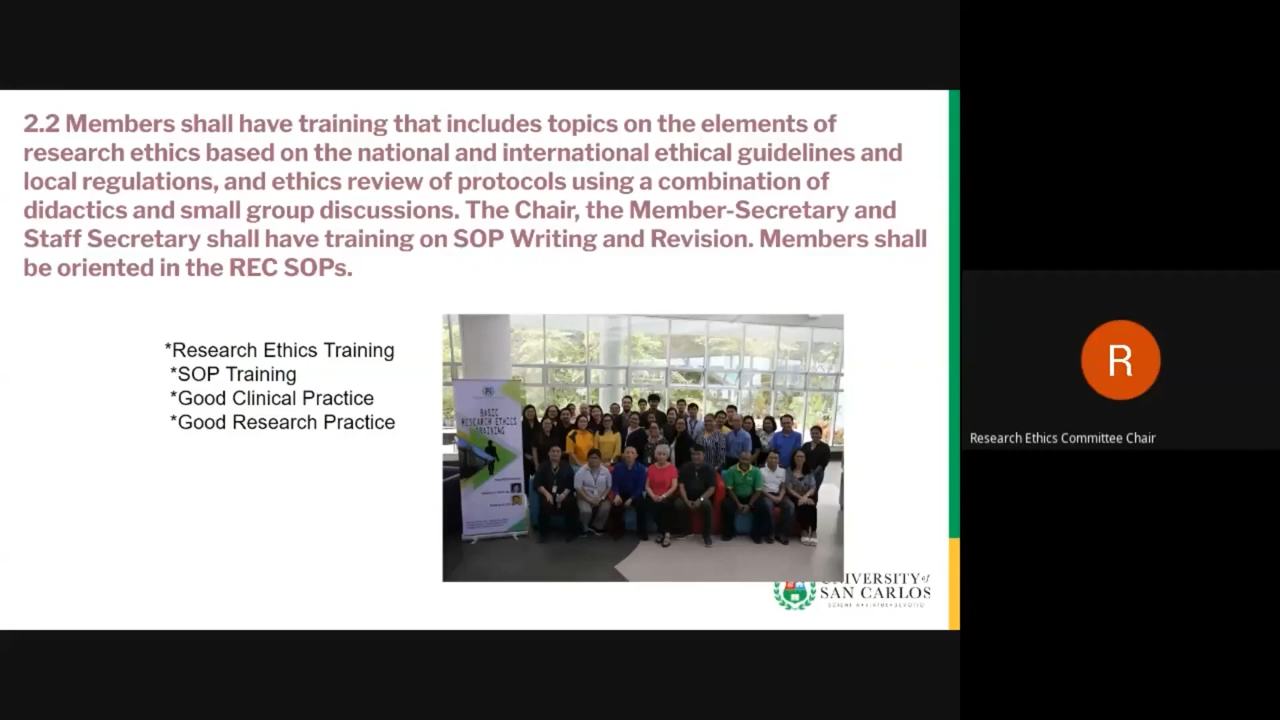 2.2 Members shall have training that includes topics on the elements of
research ethics based on the national and international ethical guidelines and
local regulations, and ethics review of protocols using a combination of
didactics and small group discussions. The Chair, the Member-Secretary and
Staff Secretary shall have training on SOP Writing and Revision. Members shall
be oriented in the REC SOPs.
*Research Ethics Training
*SOP Training
*Good Clinical Practice
*Good Research Practice
BASIC
RESEARCH ETHICS
TRAINING
UNIVERSITY of
SAN CARLOS
R
Research Ethics Committee Chair